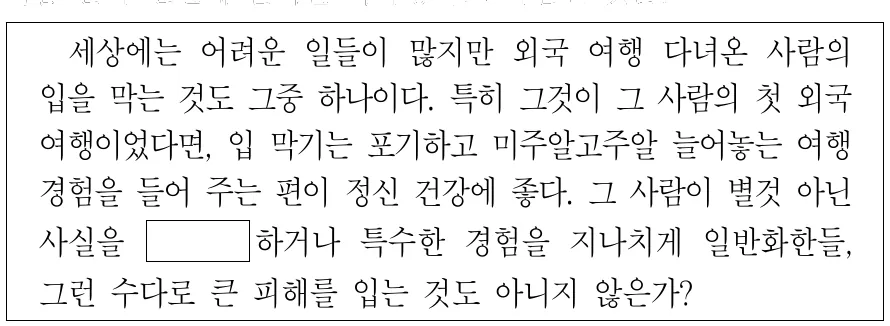 세상에는 어려운 일들이 많지만 외국 여행 다녀온 사람의
입을 막는 것도 그중 하나이다. 특히 그것이 그 사람의 첫 외국
여행이었다면, 입 막기는 포기하고 미주알고주알 늘어놓는 여행
경험을 들어 주는 편이 정신 건강에 좋다. 그 사람이 별것 아닌
사실을 하거나 특수한 경험을 지나치게 일반화한들,
그런 수다로 큰 피해를 입는 것도 아니지 않은가?